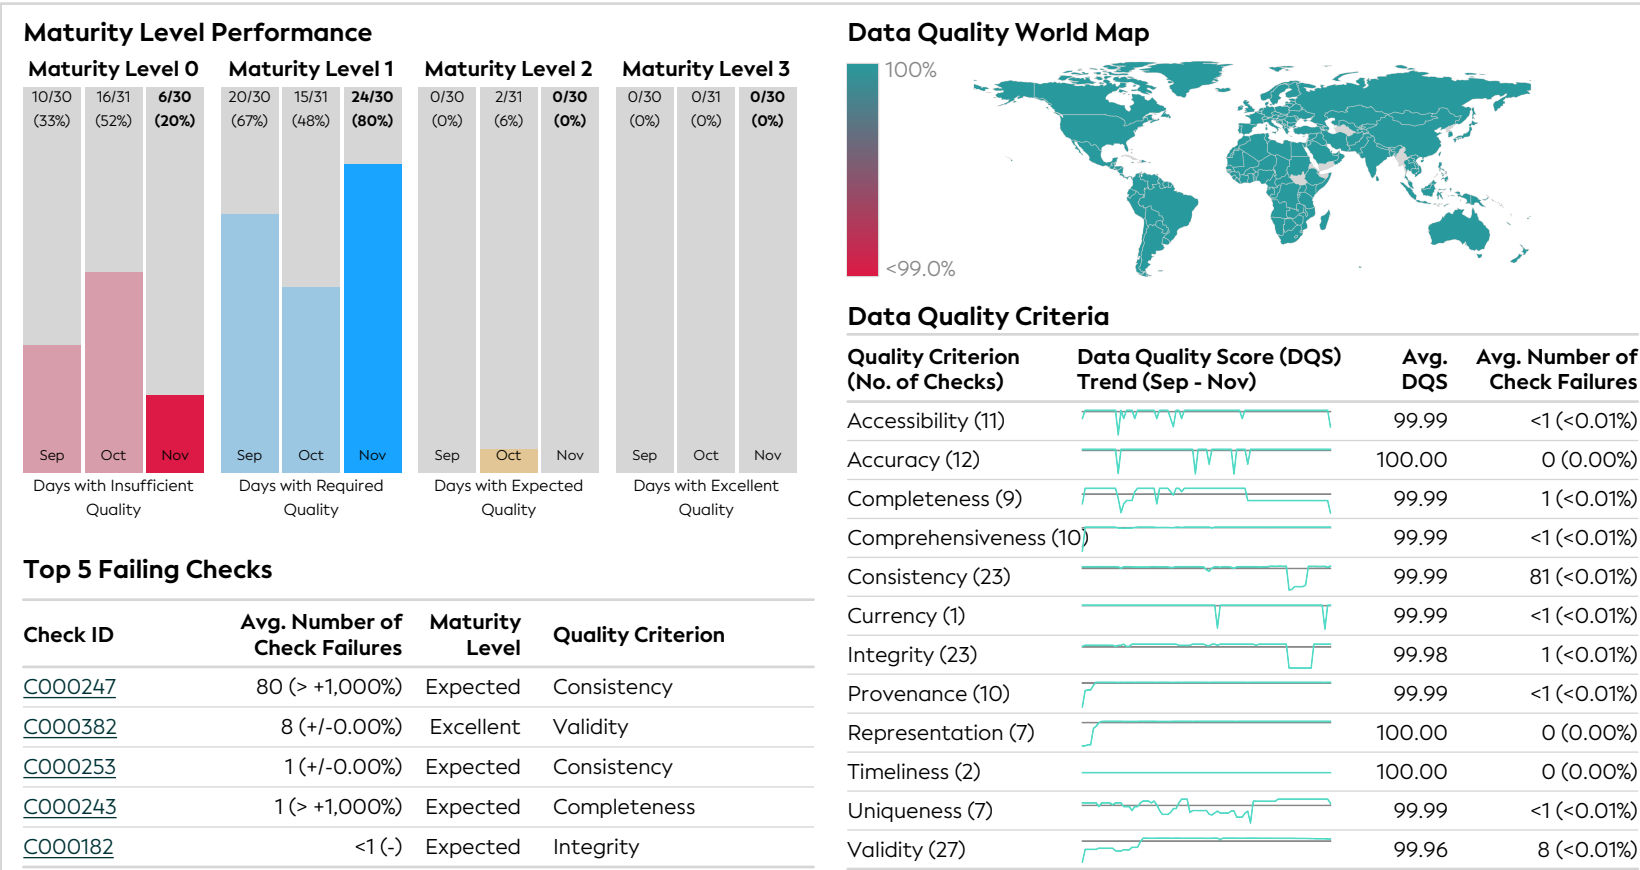 Maturity Level Performance
Maturity Level 0 Maturity Level 1 Maturity Level 2 Maturity Level 3
10/30 16/31 6/30 20/30 15/31 24/30 0/30 2/31 0/30 0/30 0/31 0/30
(33%) (52%) (20%) (67%) (48%) (80%) (0%) (6%) (0%) (0%) (0%) (0%)
Sep Oct Nov Sep Oct Nov Sep Oct Nov Sep Oct Nov
Days with Insufficient Quality
Days with Required Quality
Days with Expected Quality
Days with Excellent Quality
Top 5 Failing Checks
Check ID Avg. Number of Check Failures Maturity Level Quality Criterion
C000247 80 (> +1,000%) Expected Consistency
C000382 8 (+/-0.00%) Excellent Validity
C000253 1 (+/-0.00%) Expected Consistency
C000243 1 (> +1,000%) Expected Completeness
C000182 <1 (-) Expected Integrity
Data Quality World Map
100%
<99.0%
Data Quality Criteria
Quality Criterion Data Quality Score (DQS) Avg. Avg. Number of
(No. of Checks) Trend (Sep - Nov) DQS Check Failures
Accessibility (11) 99.99 <1 (<0.01%)
Accuracy (12) 100.00 0 (0.00%)
Completeness (9) 99.99 1 (<0.01%)
Comprehensiveness (10) 99.99 <1 (<0.01%)
Consistency (23) 99.99 81 (<0.01%)
Currency (1) 99.99 <1 (<0.01%)
Integrity (23) 99.98 1 (<0.01%)
Provenance (10) 99.99 <1 (<0.01%)
Representation (7) 100.00 0 (0.00%)
Timeliness (2) 100.00 0 (0.00%)
Uniqueness (7) 99.99 <1 (<0.01%)
Validity (27) 99.96 8 (<0.01%)